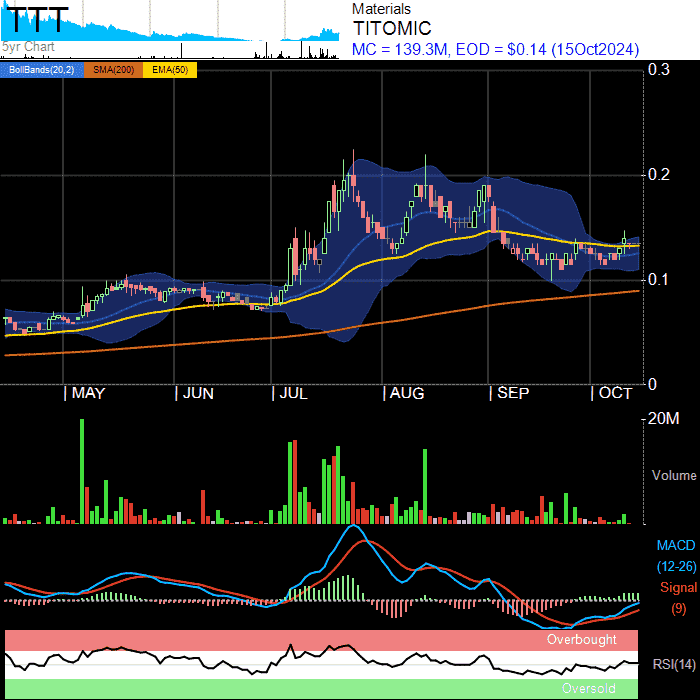 TTT
5yr Chart
Materials
TITOMIC
MC = 139.3M, EOD = $0.14 (15Oct2024)
BollBands(20,2) SMA(200) EMA(50)
0.3
0.2
0.1
0
| MAY | JUN | JUL | AUG | SEP | OCT
20M
Volume
MACD
(12-26)
Signal
(9)
Overbought
RSI(14)
Oversold